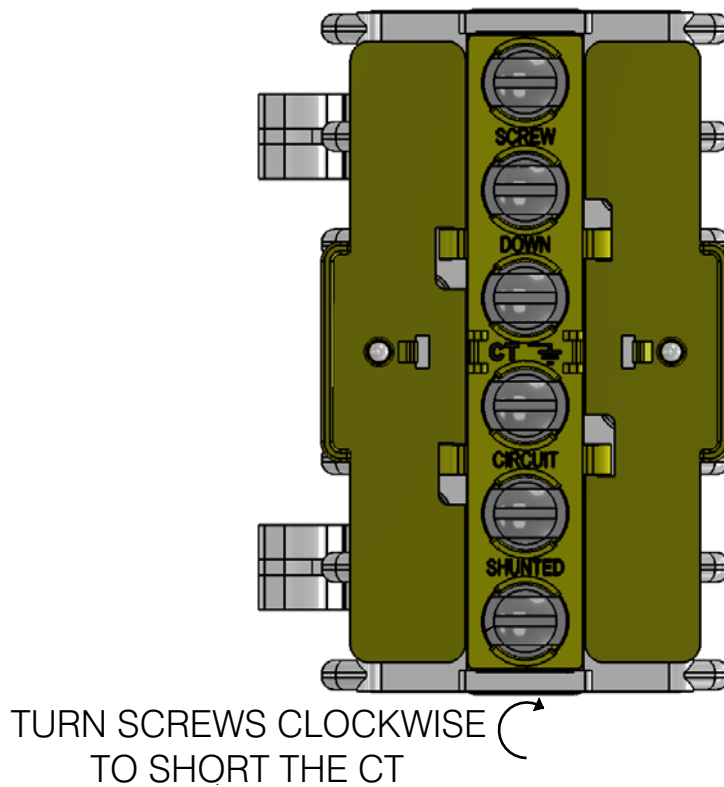 SCREW
DOWN
CT
CIRCUIT
SHUNTED
TURN SCREWS CLOCKWISE
TO SHORT THE CT